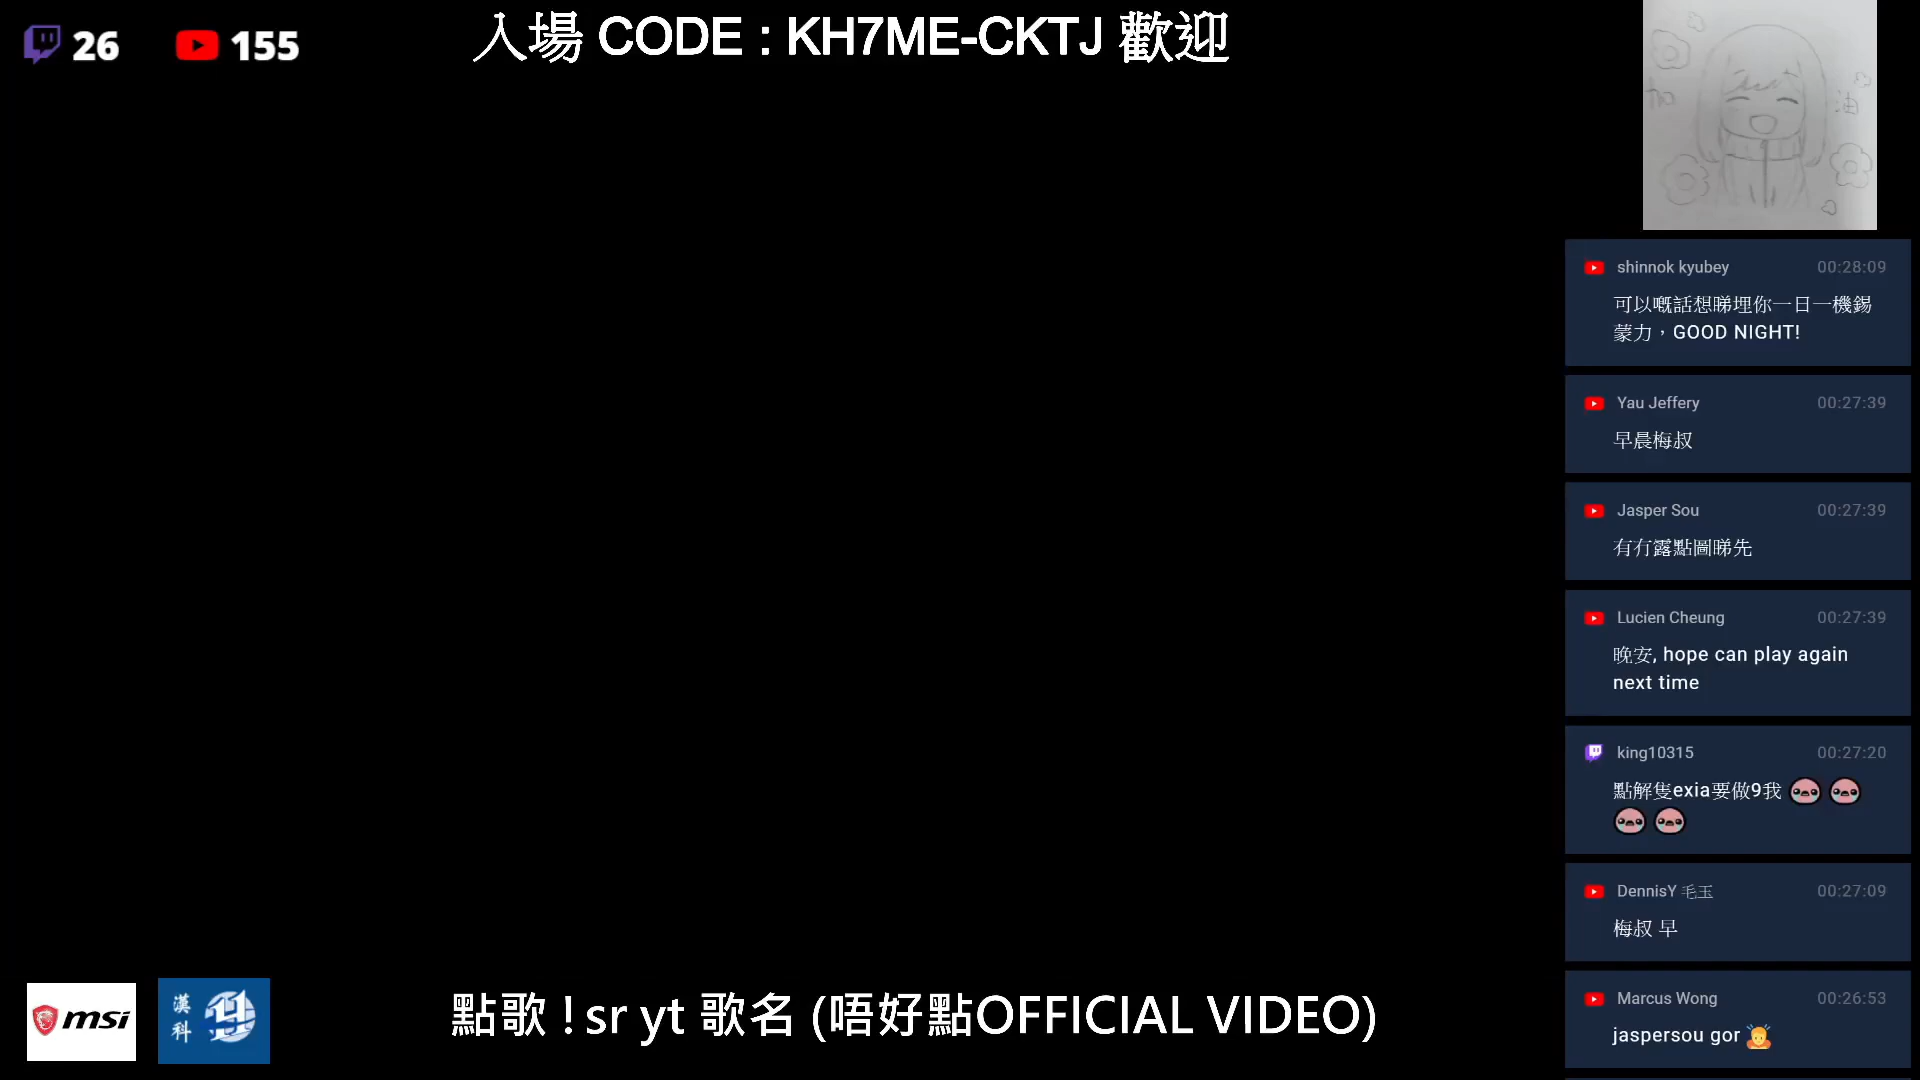 26
155
入場 CODE : KH7ME-CKTJ 歡迎
加
油
shinnok kyubey 00:28:09
可以嘅話想睇埋你一日一機錫
蒙力，GOOD NIGHT!
Yau Jeffery 00:27:39
早晨梅叔
Jasper Sou 00:27:39
有冇露點圖睇先
Lucien Cheung 00:27:39
晚安, hope can play again
next time
king10315 00:27:20
點解隻exia要做9我
DennisY 毛玉 00:27:09
梅叔 早
Marcus Wong 00:26:53
jaspersou gor
msi
漢
科
點歌 ! sr yt 歌名 (唔好點OFFICIAL VIDEO)